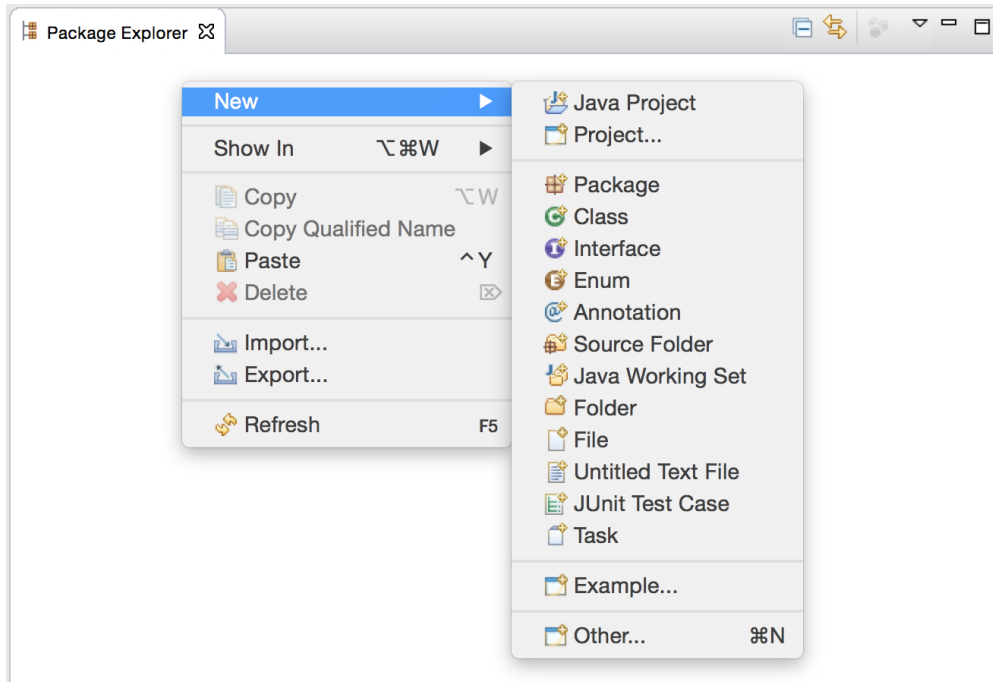 Package Explorer
New
Show In ⌥⌘W
Copy ⌥W
Copy Qualified Name
Paste ^Y
Delete ⌦
Import...
Export...
Refresh F5
Java Project
Project...
Package
Class
Interface
Enum
Annotation
Source Folder
Java Working Set
Folder
File
Untitled Text File
JUnit Test Case
Task
Example...
Other... ⌘N